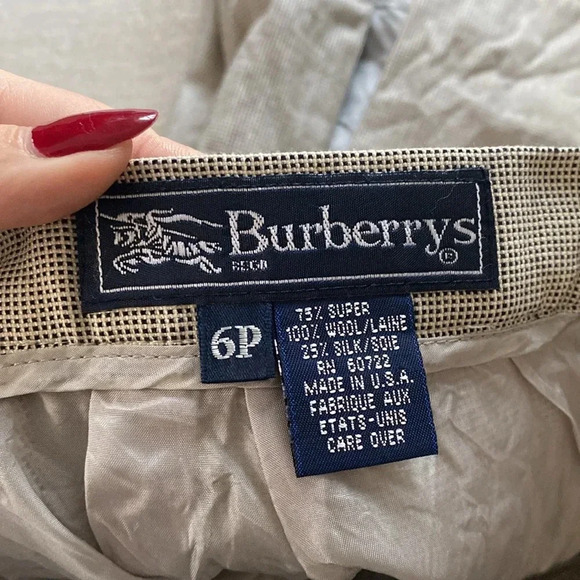 Burberrys
REGD
®
6P
75% SUPER
100% WOOL/LAINE
25% SILK/SOIE
RN 60722
MADE IN U.S.A.
FABRIQUE AUX
ETATS-UNIS
CARE OVER